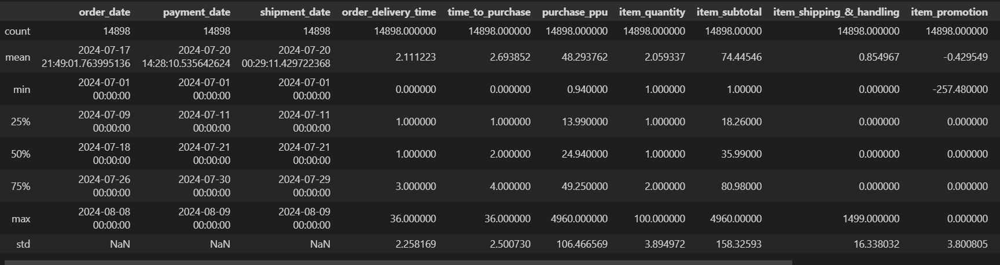 order_date payment_date shipment_date order_delivery_time time_to_purchase purchase_ppu item_quantity item_subtotal item_shipping_&_handling item_promotion
count 14898 14898 14898 14898.000000 14898.000000 14898.000000 14898.000000 14898.00000 14898.000000 14898.000000
2024-07-17 2024-07-20 2024-07-20
mean 2.111223 2.693852 48.293762 2.059337 74.44546 0.854967 -0.429549
21:49:01.763995136 14:28:10.535642624 00:29:11.429722368
2024-07-01 2024-07-01 2024-07-01
min 0.000000 0.000000 0.940000 1.000000 1.00000 0.000000 -257.480000
00:00:00 00:00:00 00:00:00
2024-07-09 2024-07-11 2024-07-11
25% 1.000000 1.000000 13.990000 1.000000 18.26000 0.000000 0.000000
00:00:00 00:00:00 00:00:00
2024-07-18 2024-07-21 2024-07-21
50% 1.000000 2.000000 24.940000 1.000000 35.99000 0.000000 0.000000
00:00:00 00:00:00 00:00:00
2024-07-26 2024-07-30 2024-07-29
75% 3.000000 4.000000 49.250000 2.000000 80.98000 0.000000 0.000000
00:00:00 00:00:00 00:00:00
2024-08-08 2024-08-09 2024-08-09
max 36.000000 36.000000 4960.000000 100.000000 4960.00000 1499.000000 0.000000
00:00:00 00:00:00 00:00:00
std NaN NaN NaN 2.258169 2.500730 106.466569 3.894972 158.32593 16.338032 3.800805